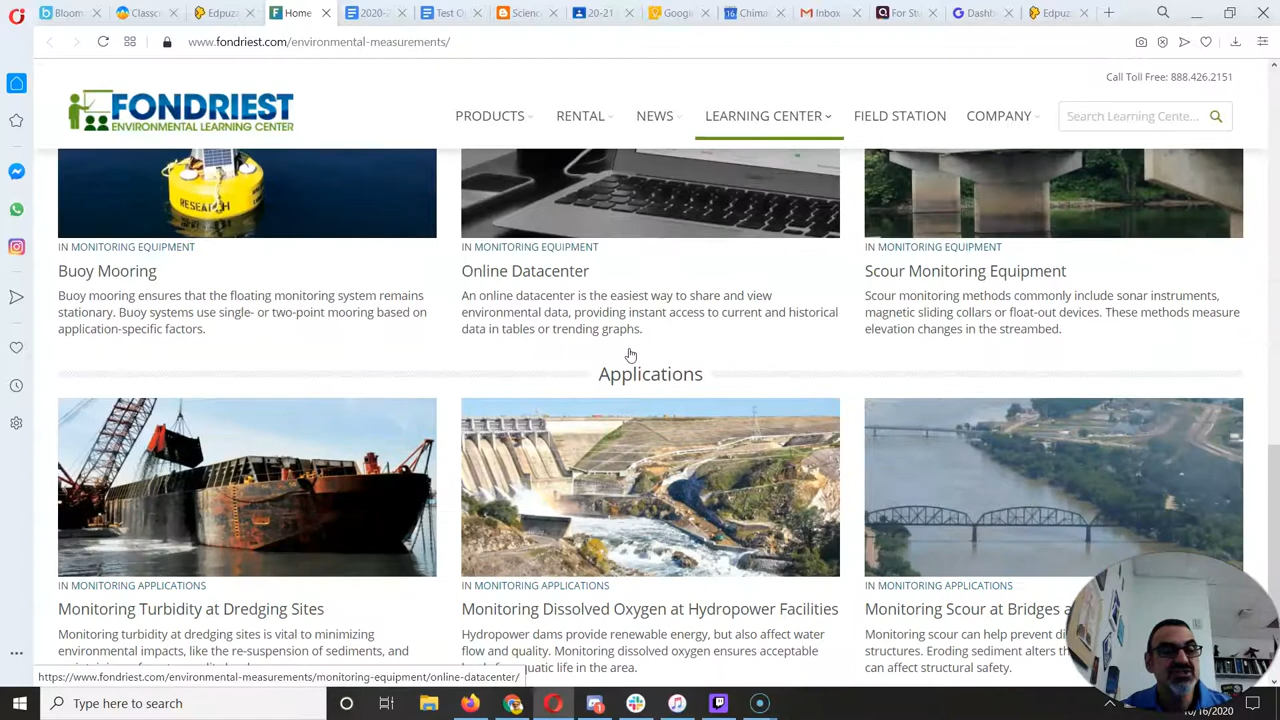 Bloom
Classc
Edpuz
Home
2020-2
Test O
Scienc
20-21
Googl
Chima
Inbox
For Stu
Dashb
Edpuz
www.fondriest.com/environmental-measurements/
Call Toll Free: 888.426.2151
FONDRIEST
ENVIRONMENTAL LEARNING CENTER
PRODUCTS RENTAL NEWS LEARNING CENTER FIELD STATION COMPANY
Search Learning Cente...
RESEARCH
IN MONITORING EQUIPMENT
Buoy Mooring
Buoy mooring ensures that the floating monitoring system remains
stationary. Buoy systems use single- or two-point mooring based on
application-specific factors.
IN MONITORING EQUIPMENT
Online Datacenter
An online datacenter is the easiest way to share and view
environmental data, providing instant access to current and historical
data in tables or trending graphs.
IN MONITORING EQUIPMENT
Scour Monitoring Equipment
Scour monitoring methods commonly include sonar instruments,
magnetic sliding collars or float-out devices. These methods measure
elevation changes in the streambed.
Applications
IN MONITORING APPLICATIONS
Monitoring Turbidity at Dredging Sites
Monitoring turbidity at dredging sites is vital to minimizing
environmental impacts, like the re-suspension of sediments, and
IN MONITORING APPLICATIONS
Monitoring Dissolved Oxygen at Hydropower Facilities
Hydropower dams provide renewable energy, but also affect water
flow and quality. Monitoring dissolved oxygen ensures acceptable
quatic life in the area.
IN MONITORING APPLICATIONS
Monitoring Scour at Bridges a
Monitoring scour can help prevent di
structures. Eroding sediment alters th
can affect structural safety.
https://www.fondriest.com/environmental-measurements/monitoring-equipment/online-datacenter/
Type here to search
10/16/2020